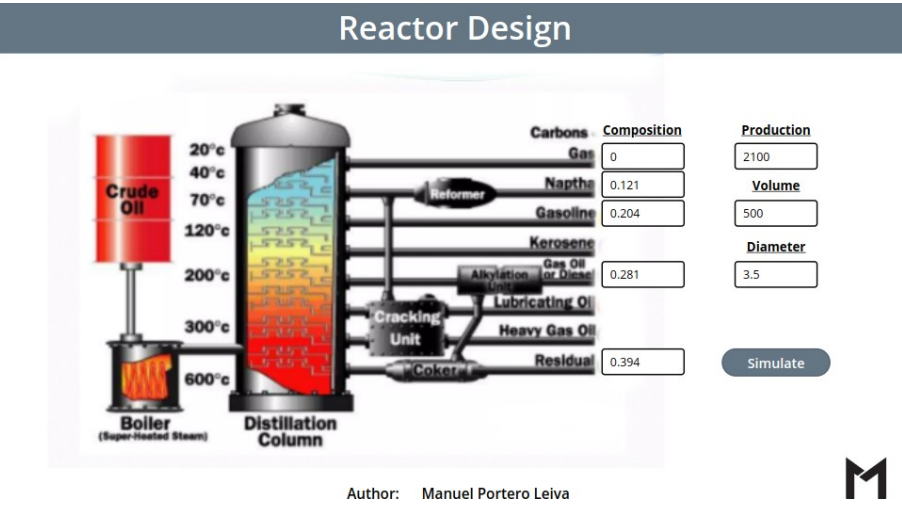 Reactor Design
Carbons Composition Production
20°c
Gas 0 2100
40°c
Crude Oil
70°c
Reformer
Naptha 0.121 Volume
Gasoline 0.204 500
120°c
Kerosene Diameter
200°c
Alkylation Unit
Gas Oil or Diesel 0.281 3.5
Lubricating Oil
300°c
Cracking Unit
Heavy Gas Oil
600°c
Coker
Residual 0.394 Simulate
Boiler
(Super-Heated Steam)
Distillation
Column
Author: Manuel Portero Leiva
M